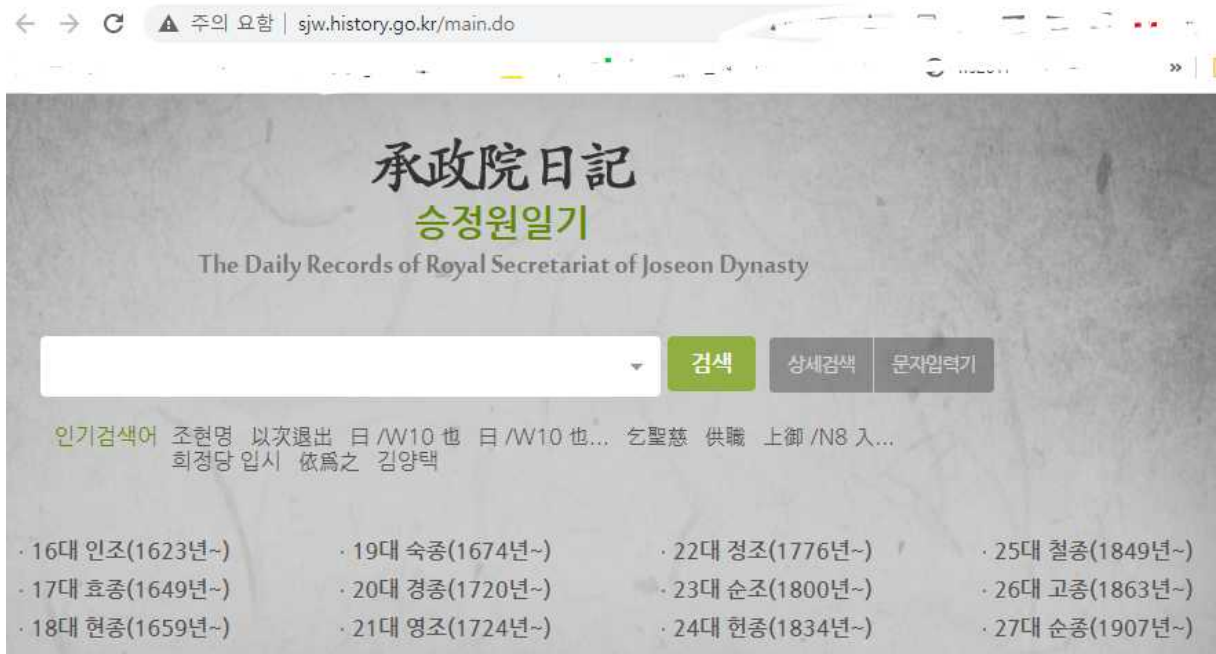 주의 요함 | sjw.history.go.kr/main.do
»
承政院日記
승정원일기
The Daily Records of Royal Secretariat of Joseon Dynasty
검색 상세검색 문자입력기
인기검색어 조현명 以次退出 日 /W10 也 日 /W10 也... 乞聖慈 供職 上御 /N8 入...
희정당 입시 依爲之 김양택
· 16대 인조(1623년~) · 19대 숙종(1674년~) · 22대 정조(1776년~) · 25대 철종(1849년~)
· 17대 효종(1649년~) · 20대 경종(1720년~) · 23대 순조(1800년~) · 26대 고종(1863년~)
· 18대 현종(1659년~) · 21대 영조(1724년~) · 24대 헌종(1834년~) · 27대 순종(1907년~)